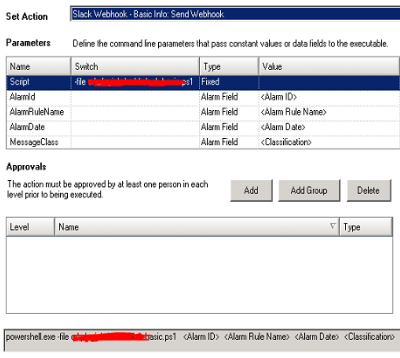 Set Action Slack Webhook - Basic Info: Send Webhook
Parameters Define the command line parameters that pass constant values or data fields to the executable.
Name Switch Type Value
Script -file ps1 Fixed
AlarmId Alarm Field <Alarm ID>
AlarmRuleName Alarm Field <Alarm Rule Name>
AlarmDate Alarm Field <Alarm Date>
MessageClass Alarm Field <Classification>
Approvals
The action must be approved by at least one person in each
level prior to being executed.
Add Add Group Delete
Level Name Type
powershell.exe -file basic.ps1 <Alarm ID> <Alarm Rule Name> <Alarm Date> <Classification>